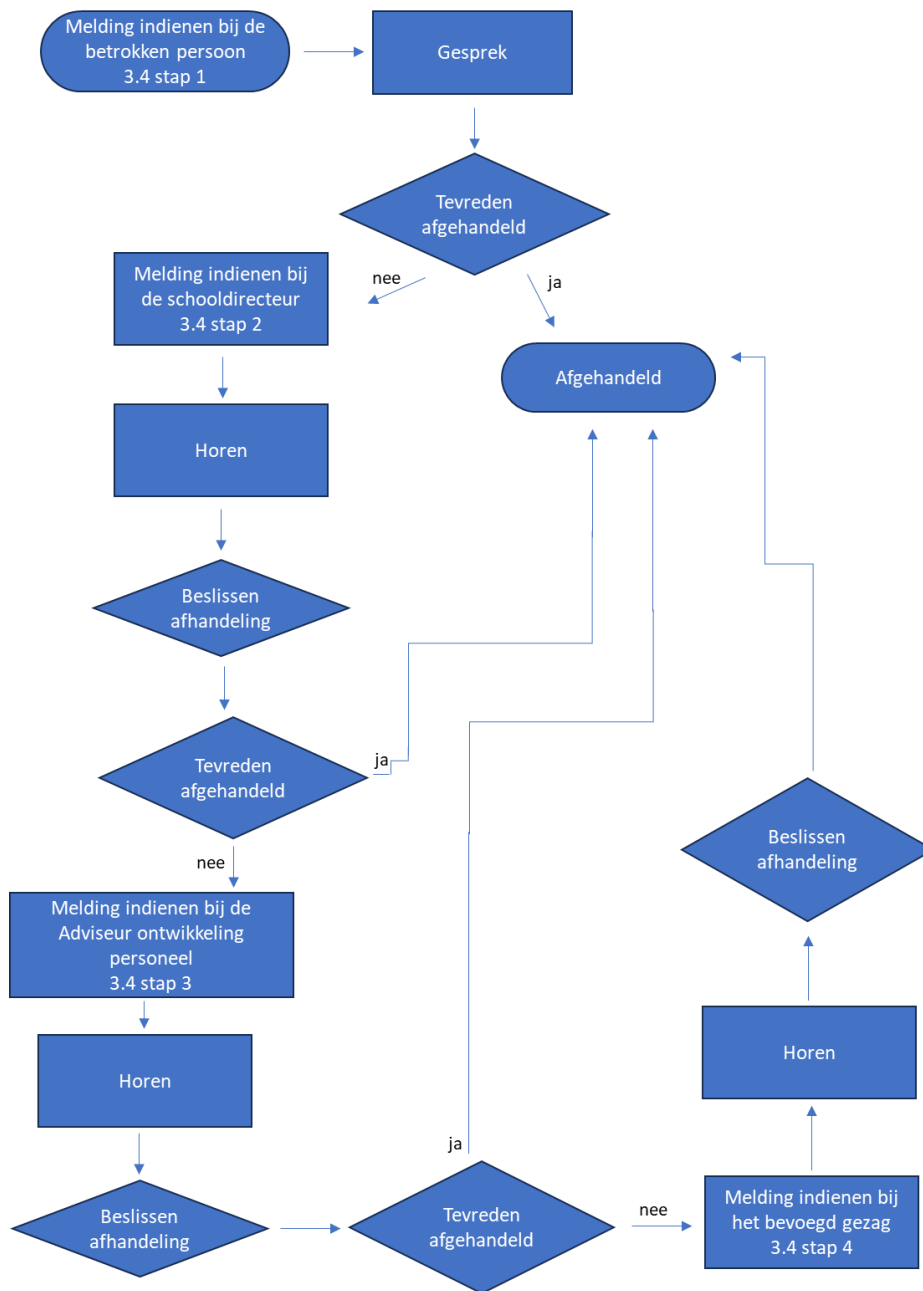 Melding indienen bij de
betrokken persoon
3.4 stap 1
Gesprek
Tevreden
afgehandeld
nee
ja
Melding indienen bij
de schooldirecteur
3.4 stap 2
Afgehandeld
Horen
Beslissen
afhandeling
Tevreden
afgehandeld
ja
nee
Melding indienen bij de
Adviseur ontwikkeling
personeel
3.4 stap 3
Horen
Beslissen
afhandeling
Tevreden
afgehandeld
ja
nee
Melding indienen bij
het bevoegd gezag
3.4 stap 4
Horen
Beslissen
afhandeling